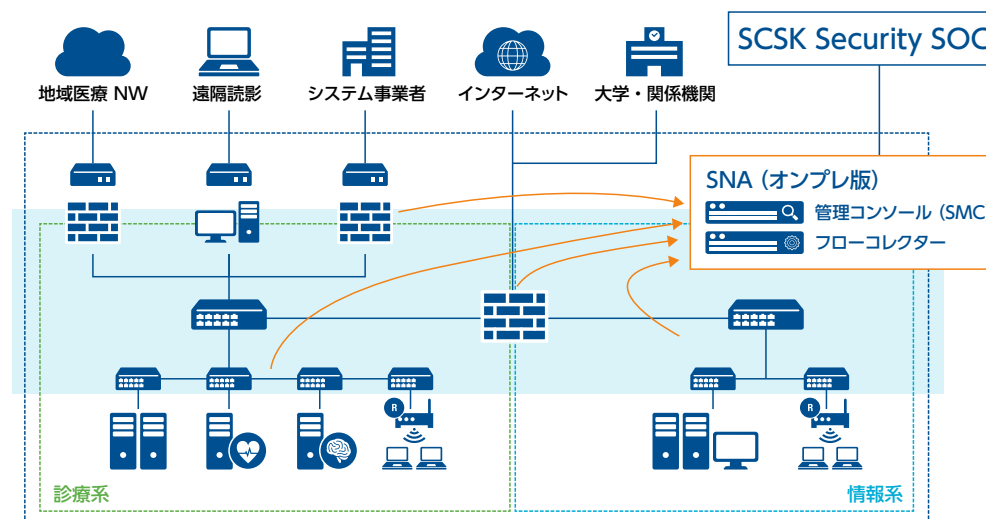 SCSK Security SOC
地域医療 NW
遠隔読影
システム事業者
インターネット
大学・関係機関
SNA（オンプレ版）
管理コンソール（SMC
フローコレクター
R
R
診療系
情報系